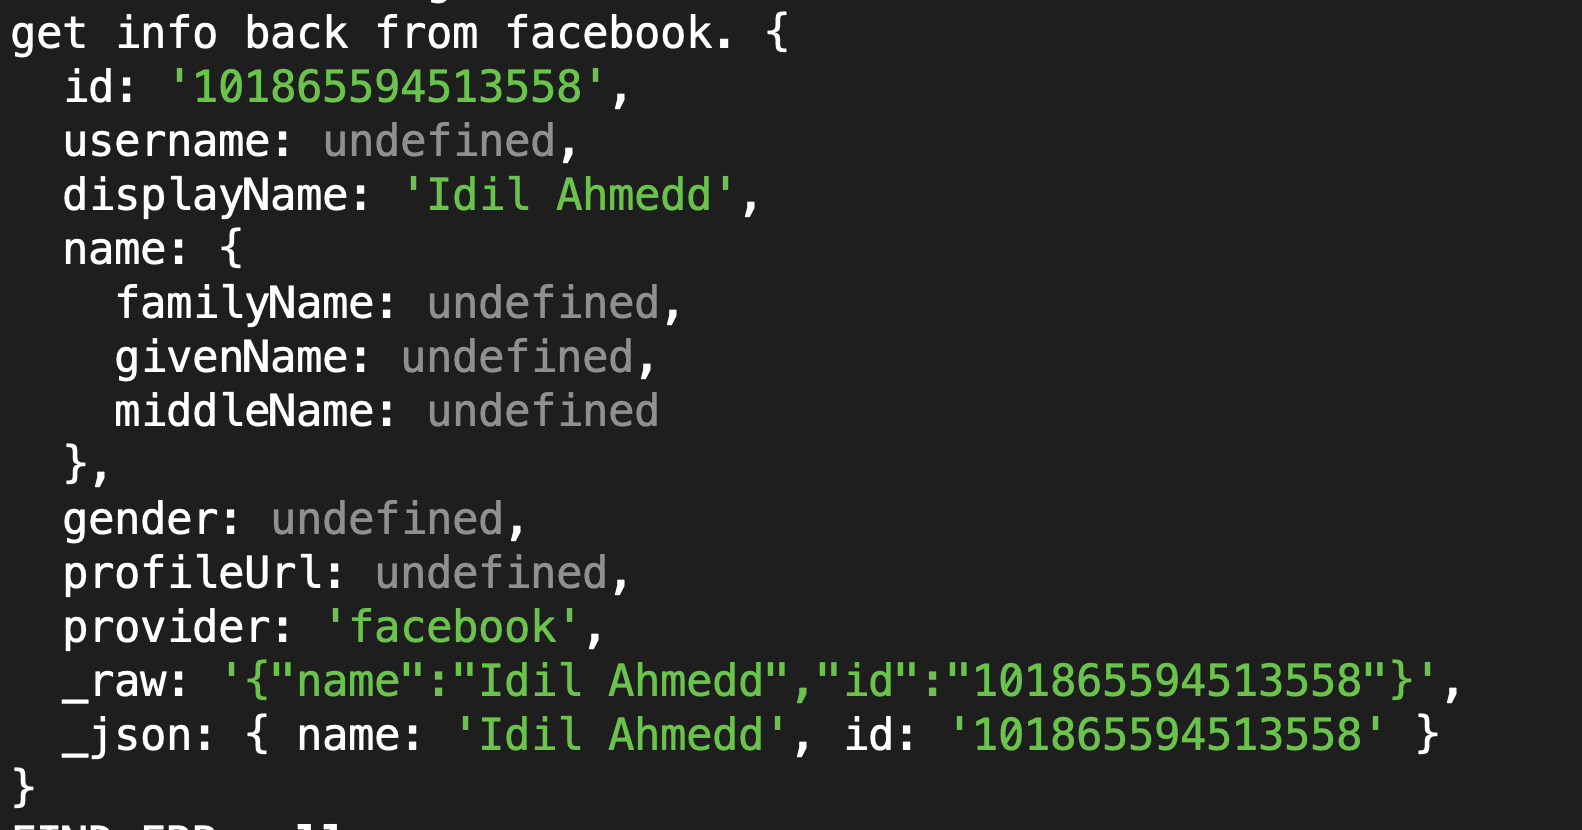 get info back from facebook. {
  id: '101865594513558',
  username: undefined,
  displayName: 'Idil Ahmedd',
  name: {
    familyName: undefined,
    givenName: undefined,
    middleName: undefined
  },
  gender: undefined,
  profileUrl: undefined,
  provider: 'facebook',
  _raw: '{"name":"Idil Ahmedd","id":"101865594513558"}',
  _json: { name: 'Idil Ahmedd', id: '101865594513558' }
}